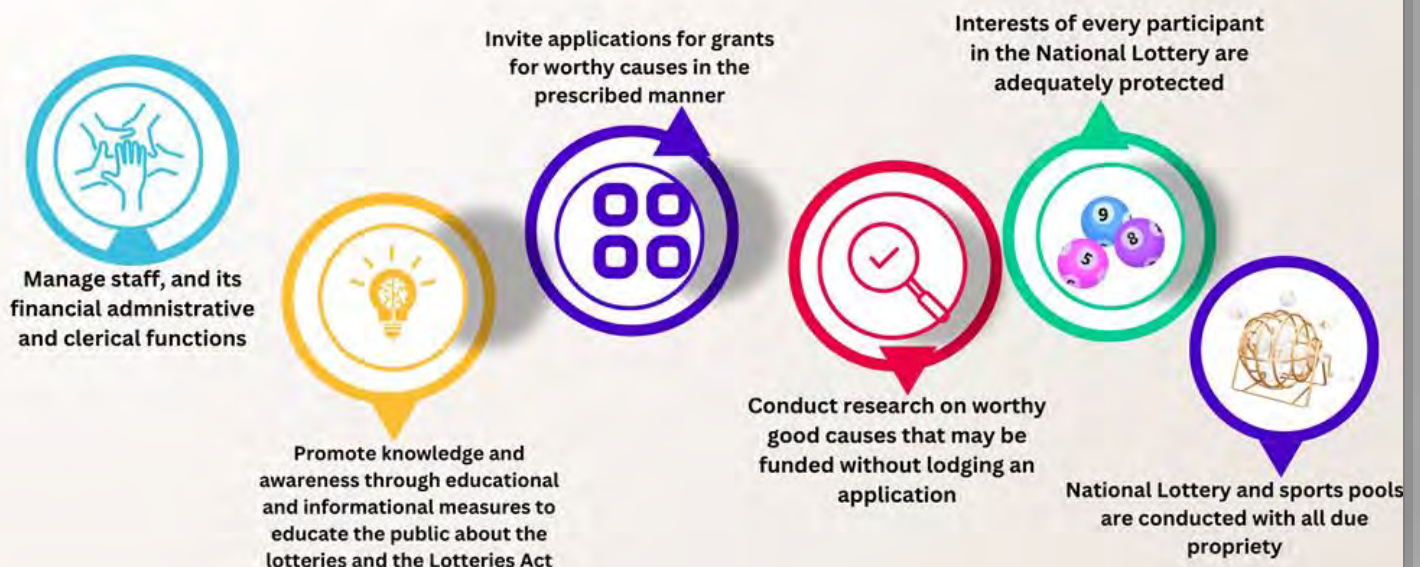 Manage staff, and its
financial admnistrative
and clerical functions
Promote knowledge and
awareness through educational
and informational measures to
educate the public about the
lotteries and the Lotteries Act
Invite applications for grants
for worthy causes in the
prescribed manner
Conduct research on worthy
good causes that may be
funded without lodging an
application
Interests of every participant
in the National Lottery are
adequately protected
9
8
5
National Lottery and sports pools
are conducted with all due
propriety